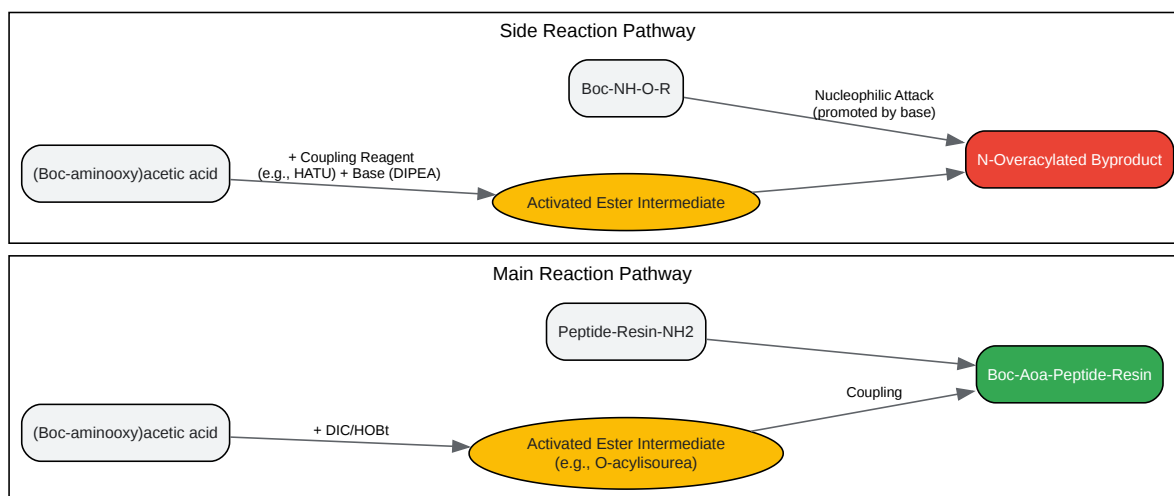 Side Reaction Pathway
Boc-NH-O-R
Nucleophilic Attack
(promoted by base)
N-Overacylated Byproduct
(Boc-aminooxy)acetic acid
+ Coupling Reagent
(e.g., HATU) + Base (DIPEA)
Activated Ester Intermediate
Main Reaction Pathway
Peptide-Resin-NH2
Boc-Aoa-Peptide-Resin
Coupling
(Boc-aminooxy)acetic acid
+ DIC/HOBt
Activated Ester Intermediate
(e.g., O-acylisourea)